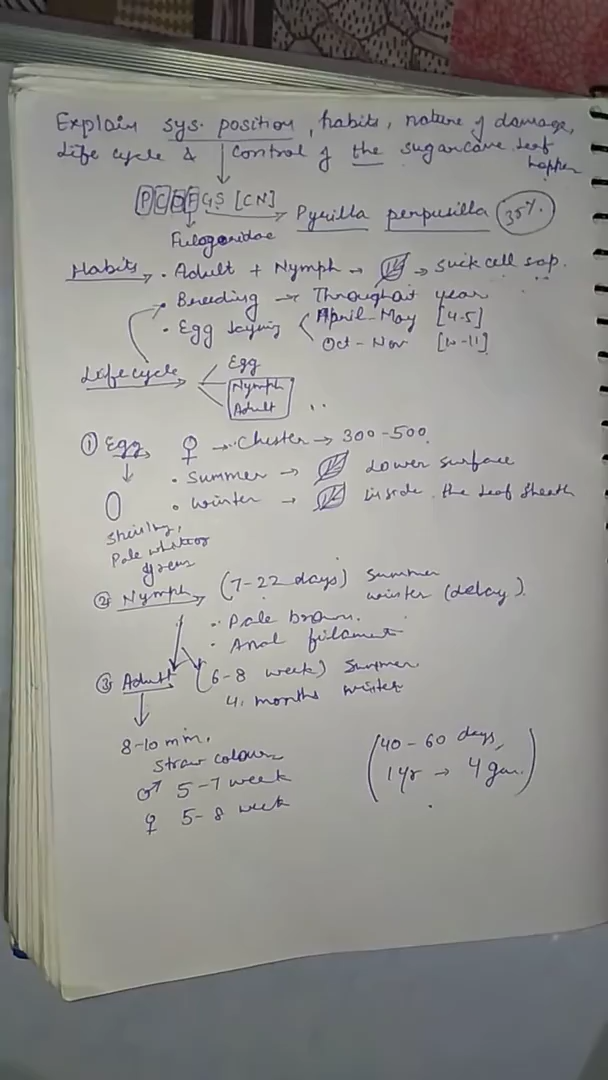 Explain sys. position, habits, nature of damage,
Life cycle & control of the sugarcane leaf
hopper
PCOFGS [CN] → Pyrilla perpusilla 35%.
Fulogoridae
Habits • Adult + Nymph → → suck cell sap.
• Breeding → Throughout year
• Egg laying April-May [4-5]
Oct-Nov [10-11]
Lifecycle → Egg
Nymph
Adult
① Egg ♀ → Cluster → 300-500.
• Summer → Lower surface
• Winter → inside the leaf sheath
Pale whitish
green
② Nymph → (7-22 days) Summer
winter (delay).
• Pale brown.
• Anal filament
③ Adult (6-8 week) Summer
4. months winter
8-10 mm.
Straw colour
♂ 5-7 week
♀ 5-8 week
(40-60 days,
1 yr → 4 gen.)